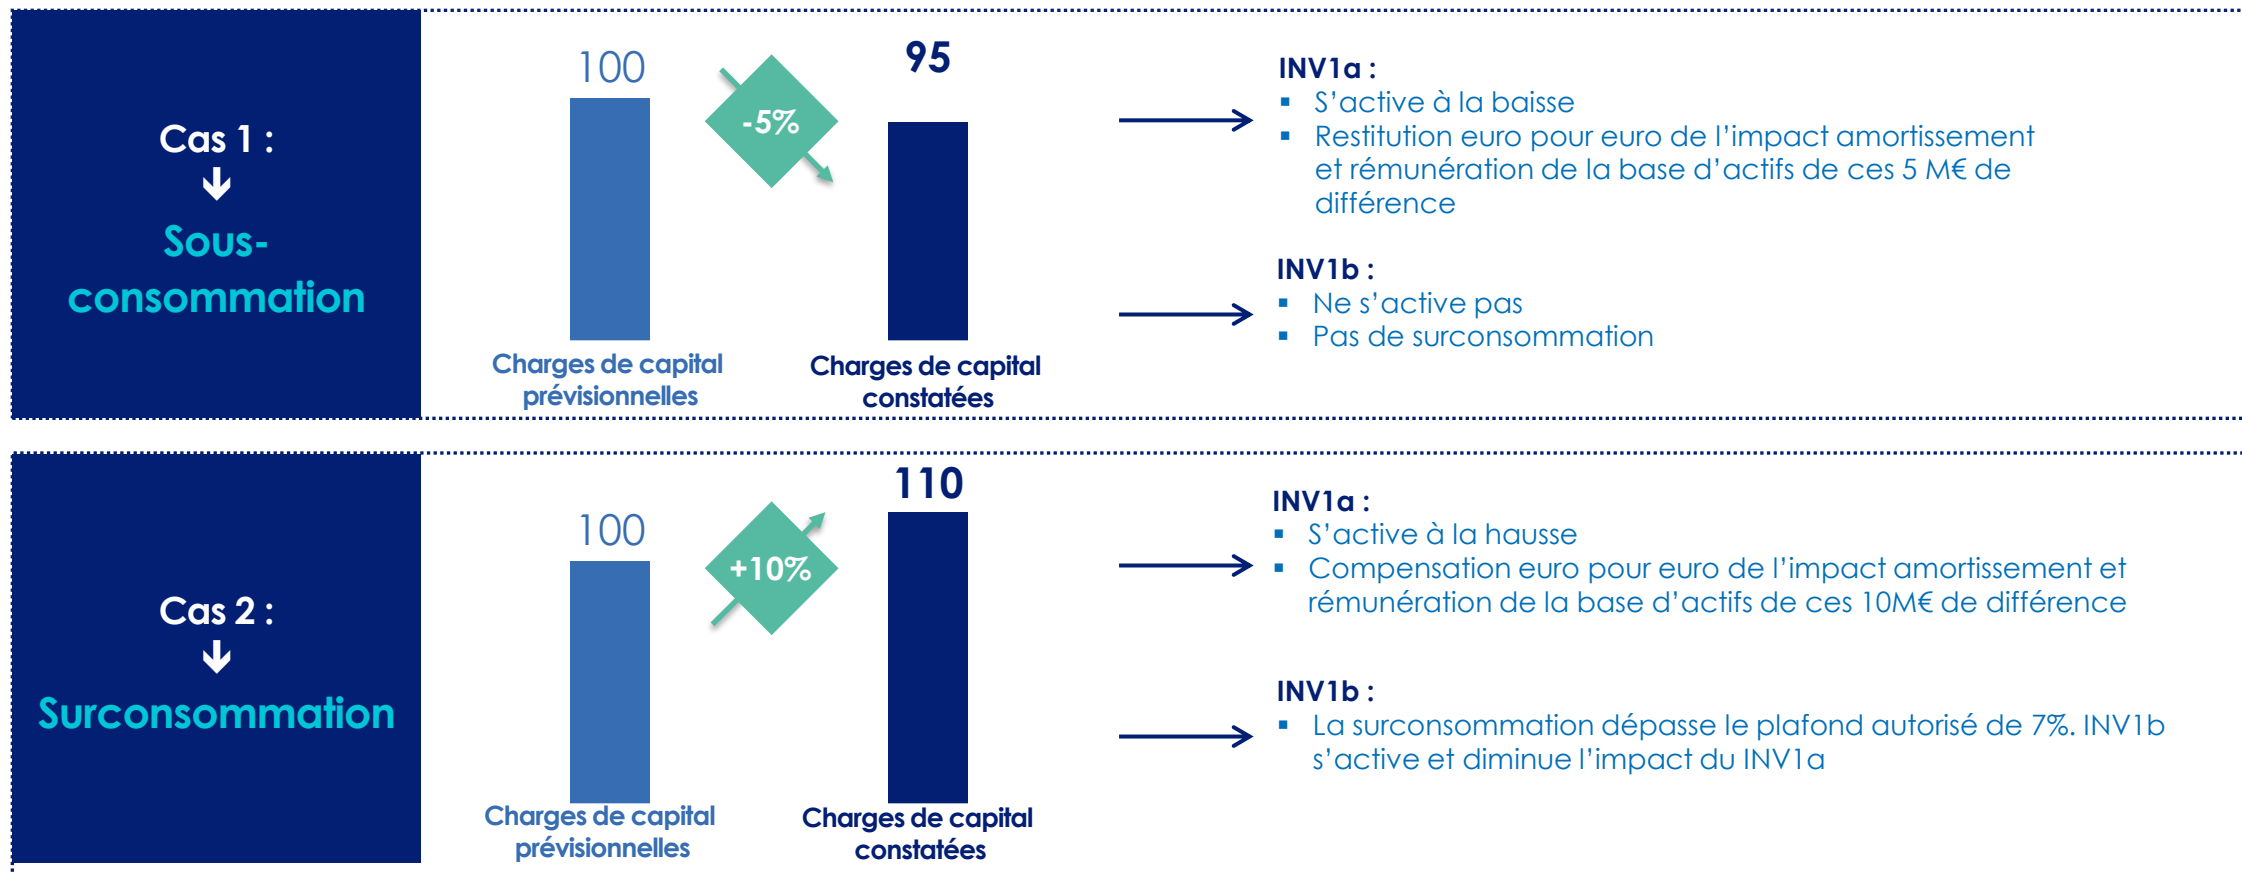 Cas 1 :
🡻
Sous-
consommation
100
-5%
95
Charges de capital
prévisionnelles
Charges de capital
constatées
INV1a :
▪ S’active à la baisse
▪ Restitution euro pour euro de l’impact amortissement
et rémunération de la base d’actifs de ces 5 M€ de
différence
INV1b :
▪ Ne s’active pas
▪ Pas de surconsommation
Cas 2 :
🡻
Surconsommation
100
+10%
110
Charges de capital
prévisionnelles
Charges de capital
constatées
INV1a :
▪ S’active à la hausse
▪ Compensation euro pour euro de l’impact amortissement et
rémunération de la base d’actifs de ces 10M€ de différence
INV1b :
▪ La surconsommation dépasse le plafond autorisé de 7%. INV1b
s’active et diminue l’impact du INV1a